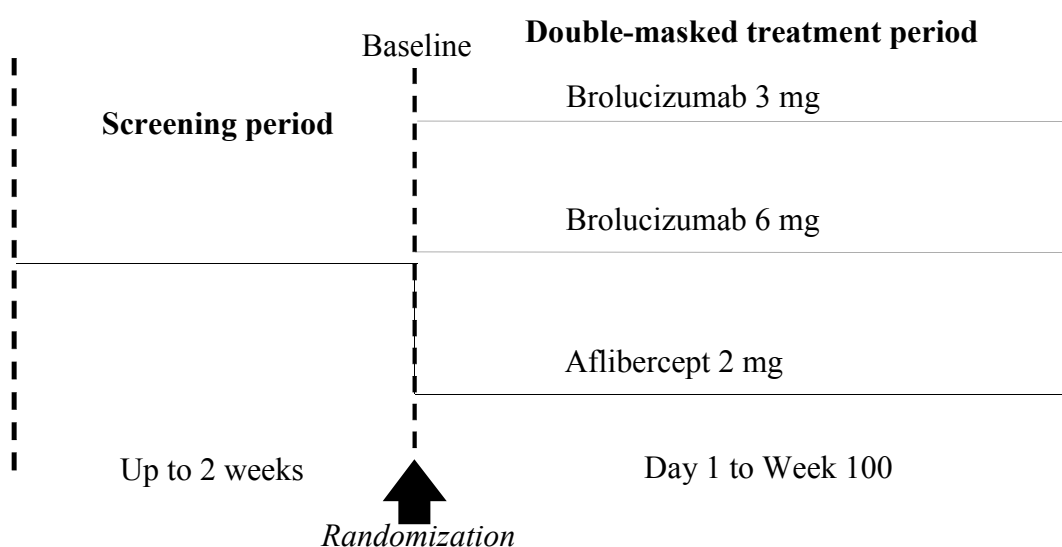 Double-masked treatment period
Baseline
Brolucizumab 3 mg
Screening period
Brolucizumab 6 mg
Aflibercept 2 mg
Up to 2 weeks
Day 1 to Week 100
Randomization